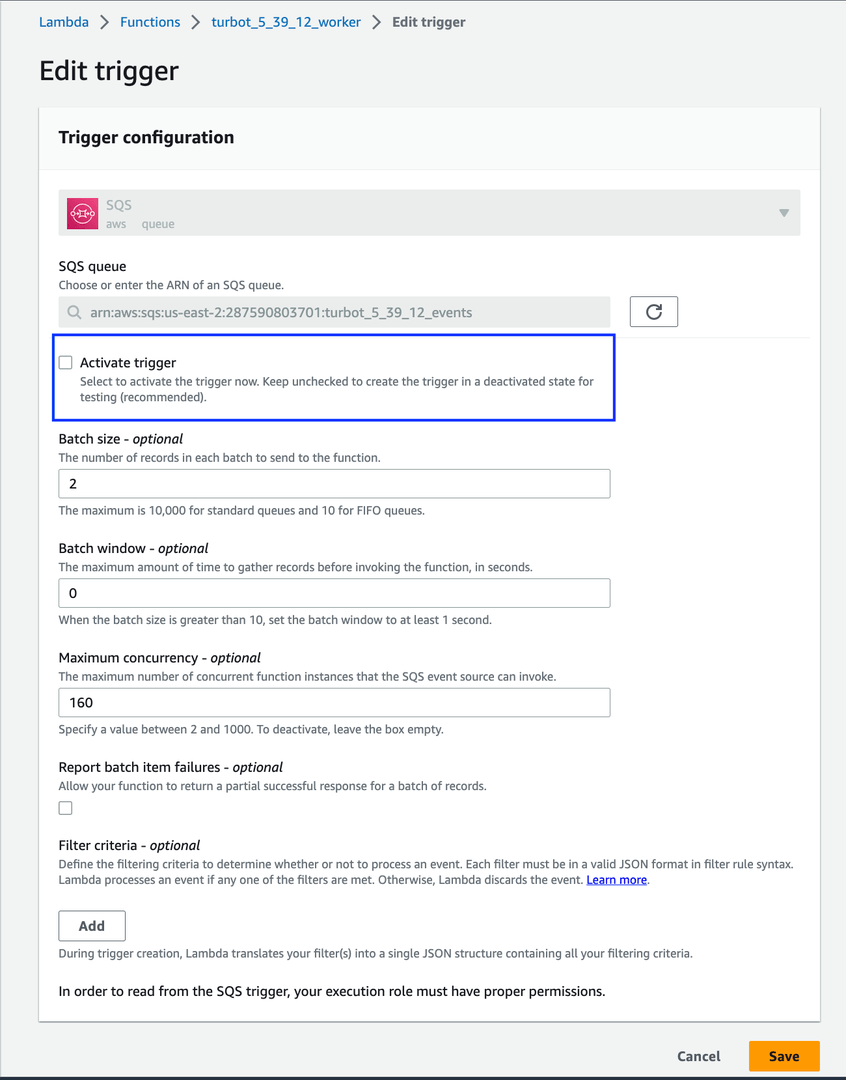 Lambda > Functions > turbot_5_39_12_worker > Edit trigger
Edit trigger
Trigger configuration
SQS
aws queue
SQS queue
Choose or enter the ARN of an SQS queue.
arn:aws:sqs:us-east-2:287590803701:turbot_5_39_12_events
Activate trigger
Select to activate the trigger now. Keep unchecked to create the trigger in a deactivated state for
testing (recommended).
Batch size - optional
The number of records in each batch to send to the function.
2
The maximum is 10,000 for standard queues and 10 for FIFO queues.
Batch window - optional
The maximum amount of time to gather records before invoking the function, in seconds.
0
When the batch size is greater than 10, set the batch window to at least 1 second.
Maximum concurrency - optional
The maximum number of concurrent function instances that the SQS event source can invoke.
160
Specify a value between 2 and 1000. To deactivate, leave the box empty.
Report batch item failures - optional
Allow your function to return a partial successful response for a batch of records.
Filter criteria - optional
Define the filtering criteria to determine whether or not to process an event. Each filter must be in a valid JSON format in filter rule syntax.
Lambda processes an event if any one of the filters are met. Otherwise, Lambda discards the event. Learn more.
Add
During trigger creation, Lambda translates your filter(s) into a single JSON structure containing all your filtering criteria.
In order to read from the SQS trigger, your execution role must have proper permissions.
Cancel Save